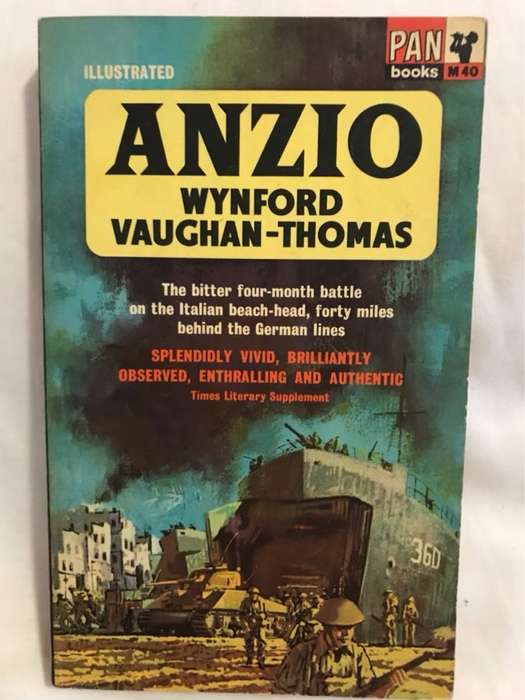 PAN
books M40
ILLUSTRATED
ANZIO
WYNFORD
VAUGHAN-THOMAS
The bitter four-month battle
on the Italian beach-head, forty miles
behind the German lines
SPLENDIDLY VIVID, BRILLIANTLY
OBSERVED, ENTHRALLING AND AUTHENTIC
Times Literary Supplement
360